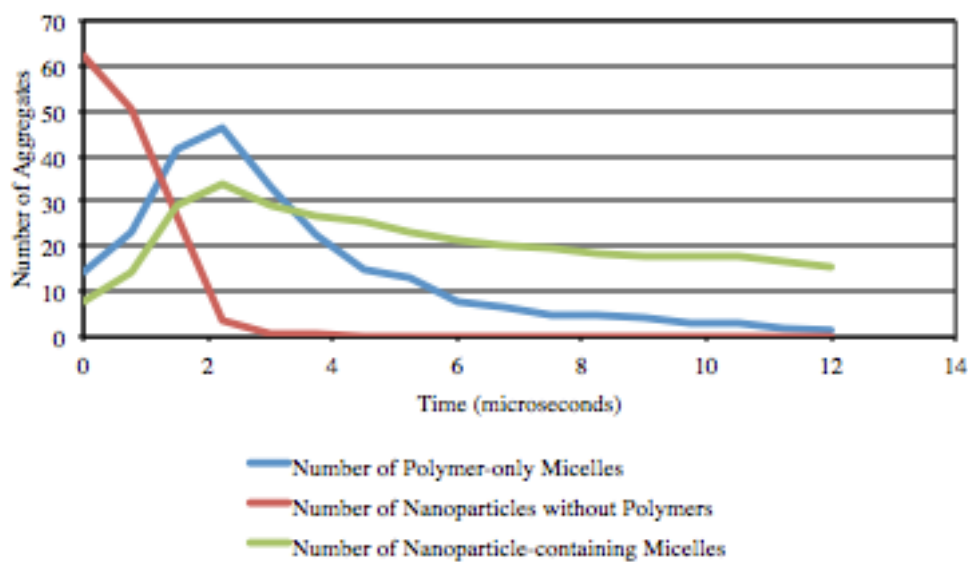 70
60
50
40
30
20
10
0
Number of Aggregates
0 2 4 6 8 10 12 14
Time (microseconds)
Number of Polymer-only Micelles
Number of Nanoparticles without Polymers
Number of Nanoparticle-containing Micelles